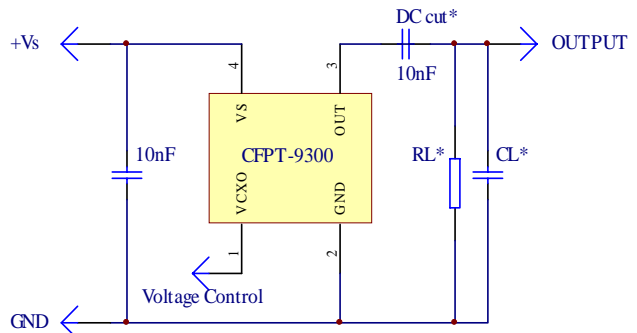 DC cut*
+Vs
OUTPUT
4
3
10nF
VS
OUT
10nF
CFPT-9300
RL*
CL*
VCXO
GND
1
2
Voltage Control
GND